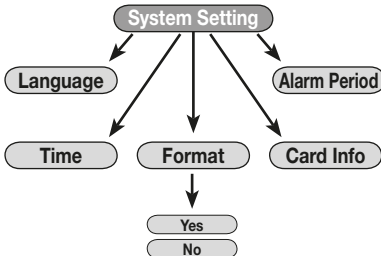 System Setting
Language
Alarm Period
Time
Format
Card Info
Yes
No